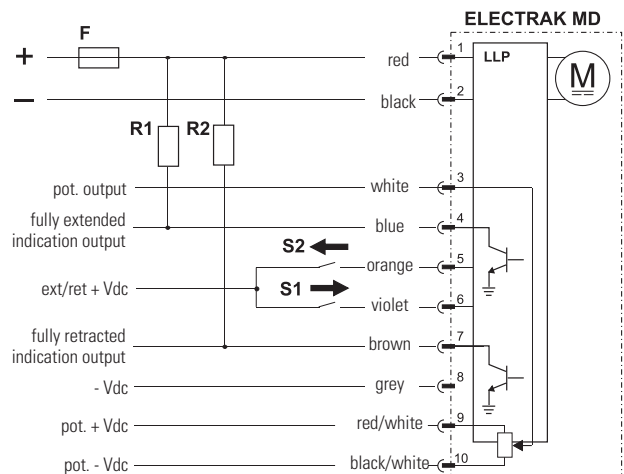 ELECTRAK MD
F
+ red 1 LLP
M
− black 2
R1 R2
pot. output white 3
fully extended
indication output blue 4
S2
orange 5
ext/ret + Vdc S1
violet 6
fully retracted
indication output brown 7
- Vdc grey 8
pot. + Vdc red/white 9
pot. - Vdc black/white 10